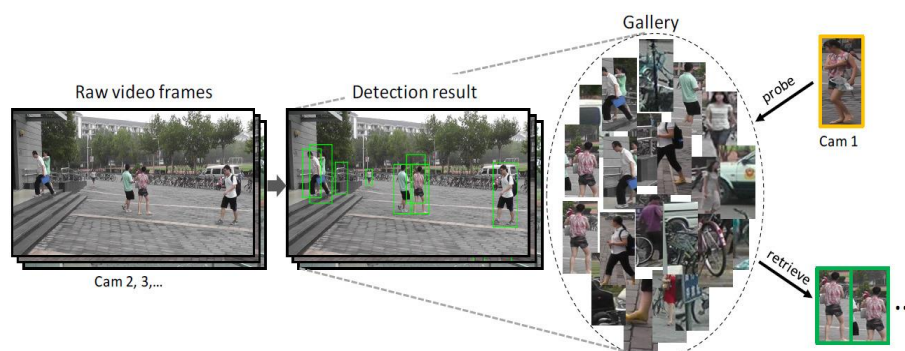 Gallery
Raw video frames
Detection result
probe
Cam 1
Cam 2, 3,...
retrieve
...